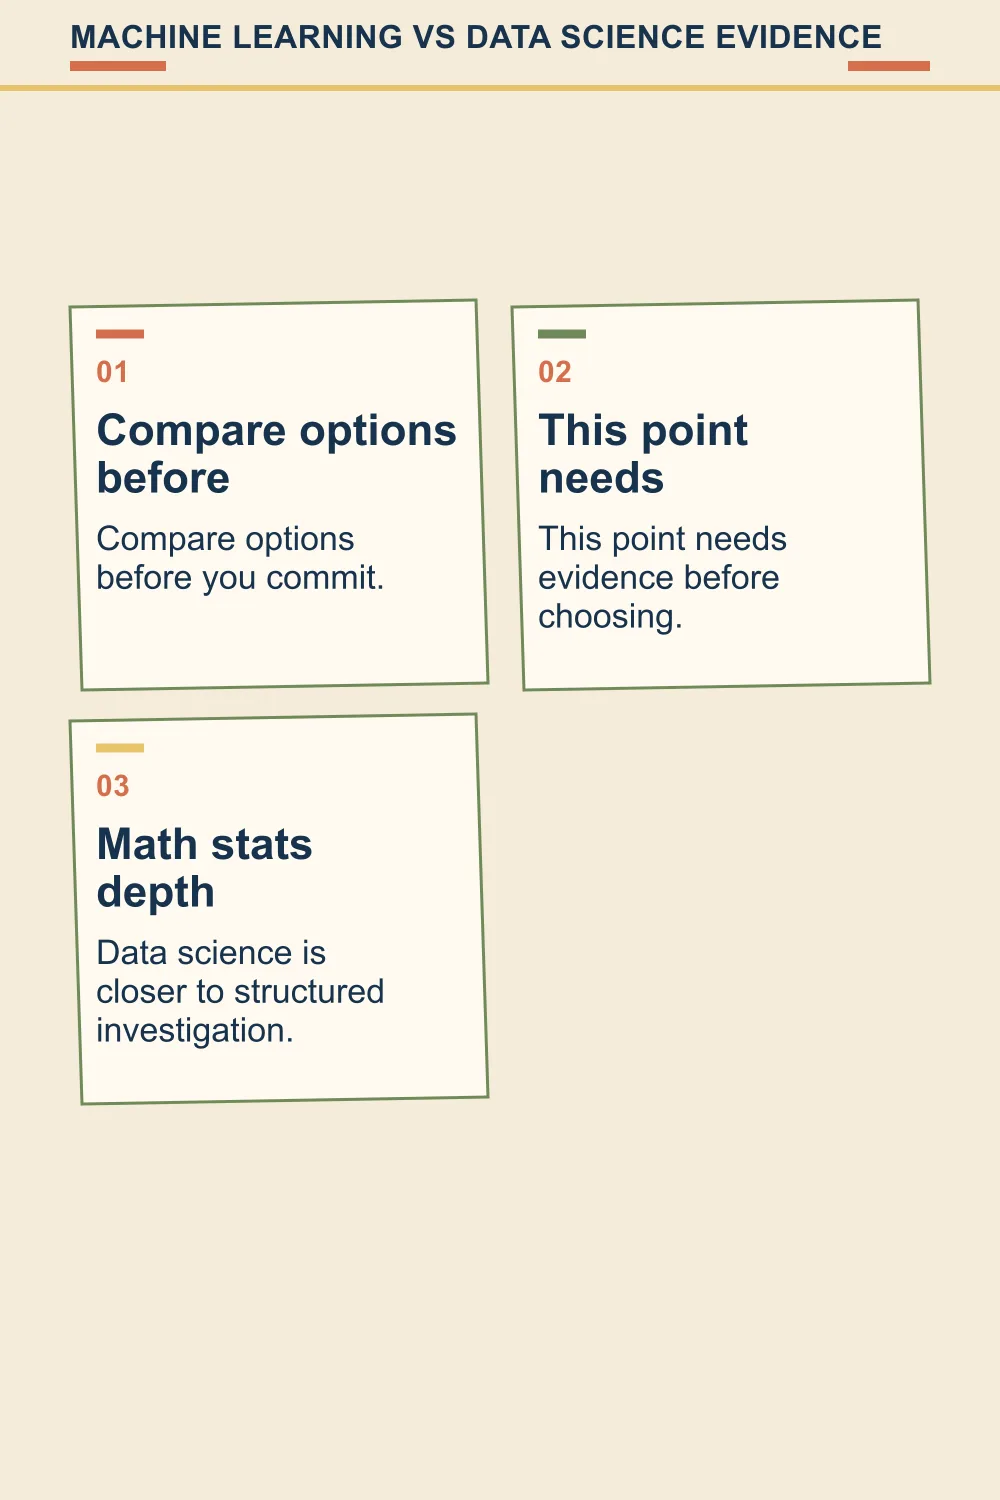 MACHINE LEARNING VS DATA SCIENCE EVIDENCE
01
Compare options
before
Compare options
before you commit.
02
This point
needs
This point needs
evidence before
choosing.
03
Math stats
depth
Data science is
closer to structured
investigation.